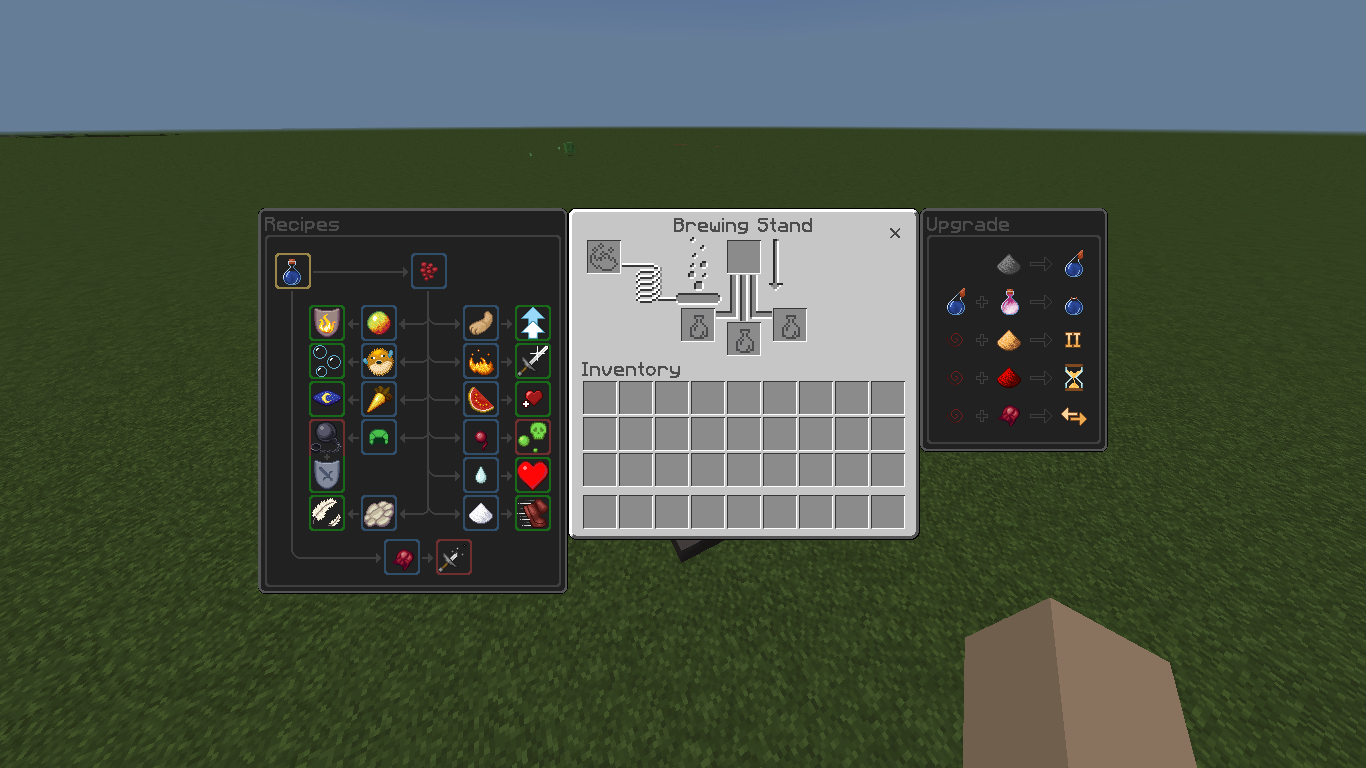 Recipes
Brewing Stand
Upgrade
II
Inventory